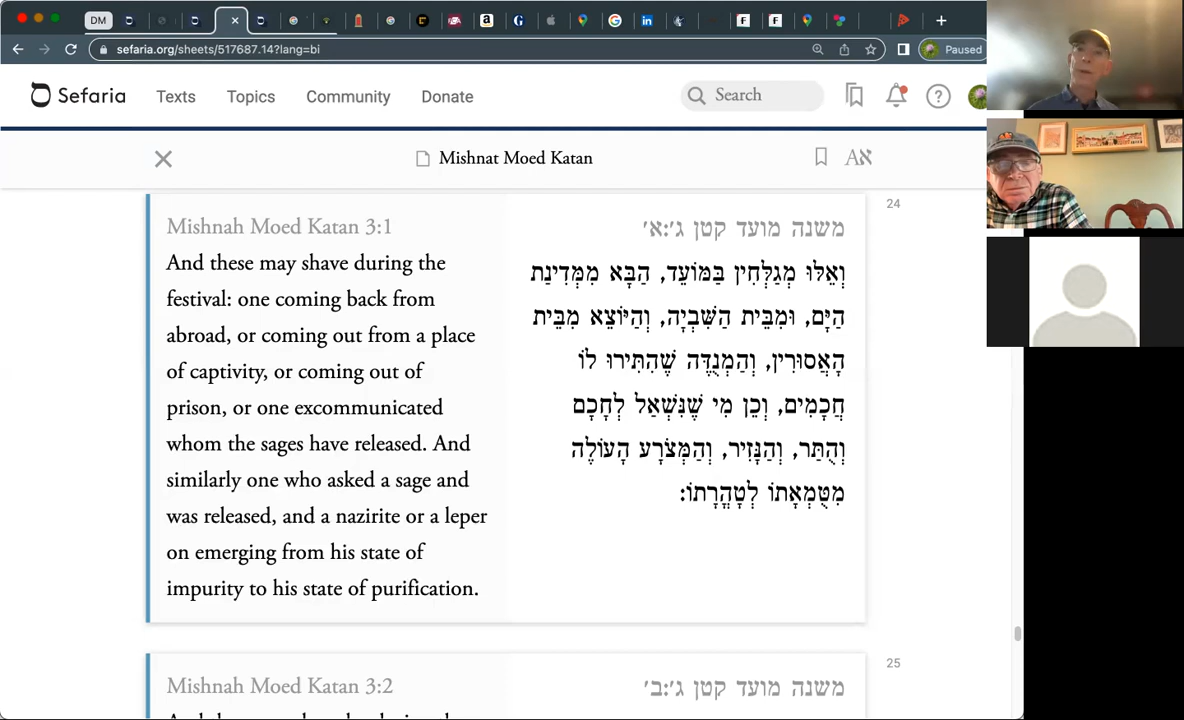 DM
sefaria.org/sheets/517687.14?lang=bi
Paused
Sefaria
Texts
Topics
Community
Donate
Search
Mishnat Moed Katan
Aא
Mishnah Moed Katan 3:1
And these may shave during the
festival: one coming back from
abroad, or coming out from a place
of captivity, or coming out of
prison, or one excommunicated
whom the sages have released. And
similarly one who asked a sage and
was released, and a nazirite or a leper
on emerging from his state of
impurity to his state of purification.
משנה מועד קטן ג׳:א׳
וְאֵלּוּ מְגַלְּחִין בַּמּוֹעֵד, הַבָּא מִמְּדִינַת
הַיָּם, וּמִבֵּית הַשִּׁבְיָה, וְהַיּוֹצֵא מִבֵּית
הָאֲסוּרִין, וְהַמְנֻדֶּה שֶׁהִתִּירוּ לוֹ
חֲכָמִים, וְכֵן מִי שֶׁנִּשְׁאַל לְחָכָם
וְהֻתַּר, וְהַנָּזִיר, וְהַמְּצֹרָע הָעוֹלֶה
מִטֻּמְאָתוֹ לְטָהֳרָתוֹ:
24
Mishnah Moed Katan 3:2
משנה מועד קטן ג׳:ב׳
25